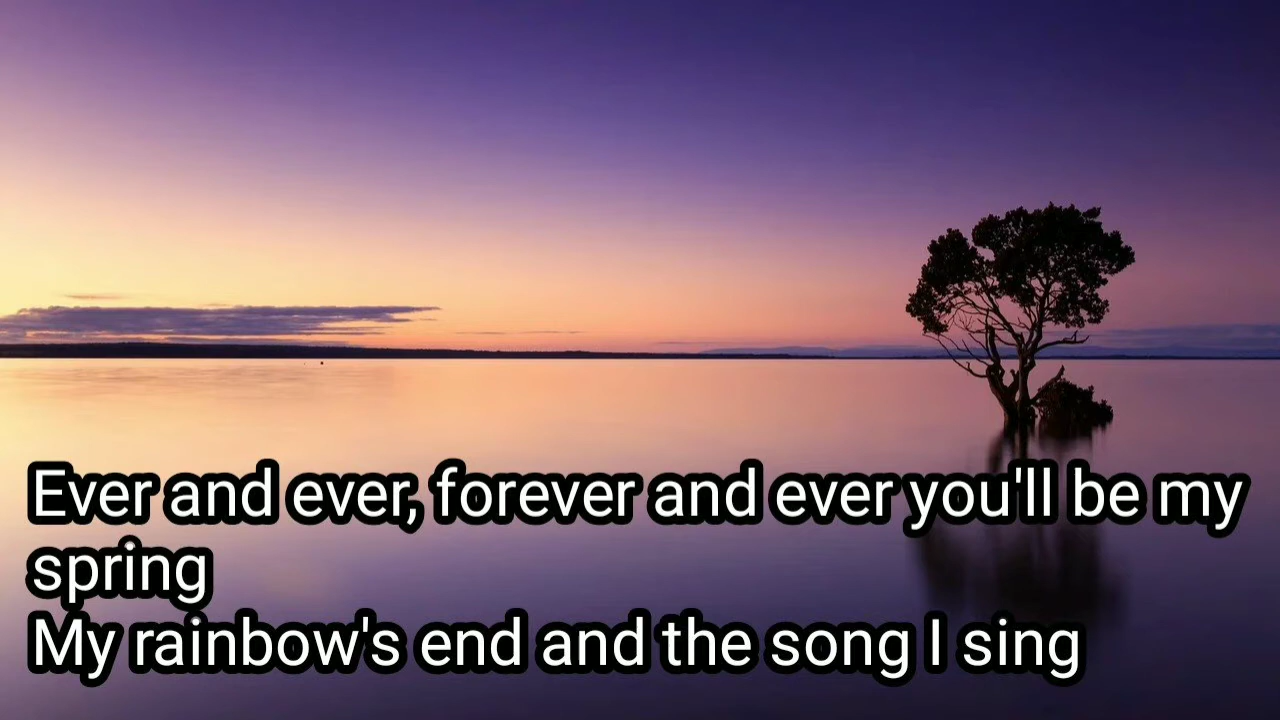 Ever and ever, forever and ever you'll be my
spring
My rainbow's end and the song I sing